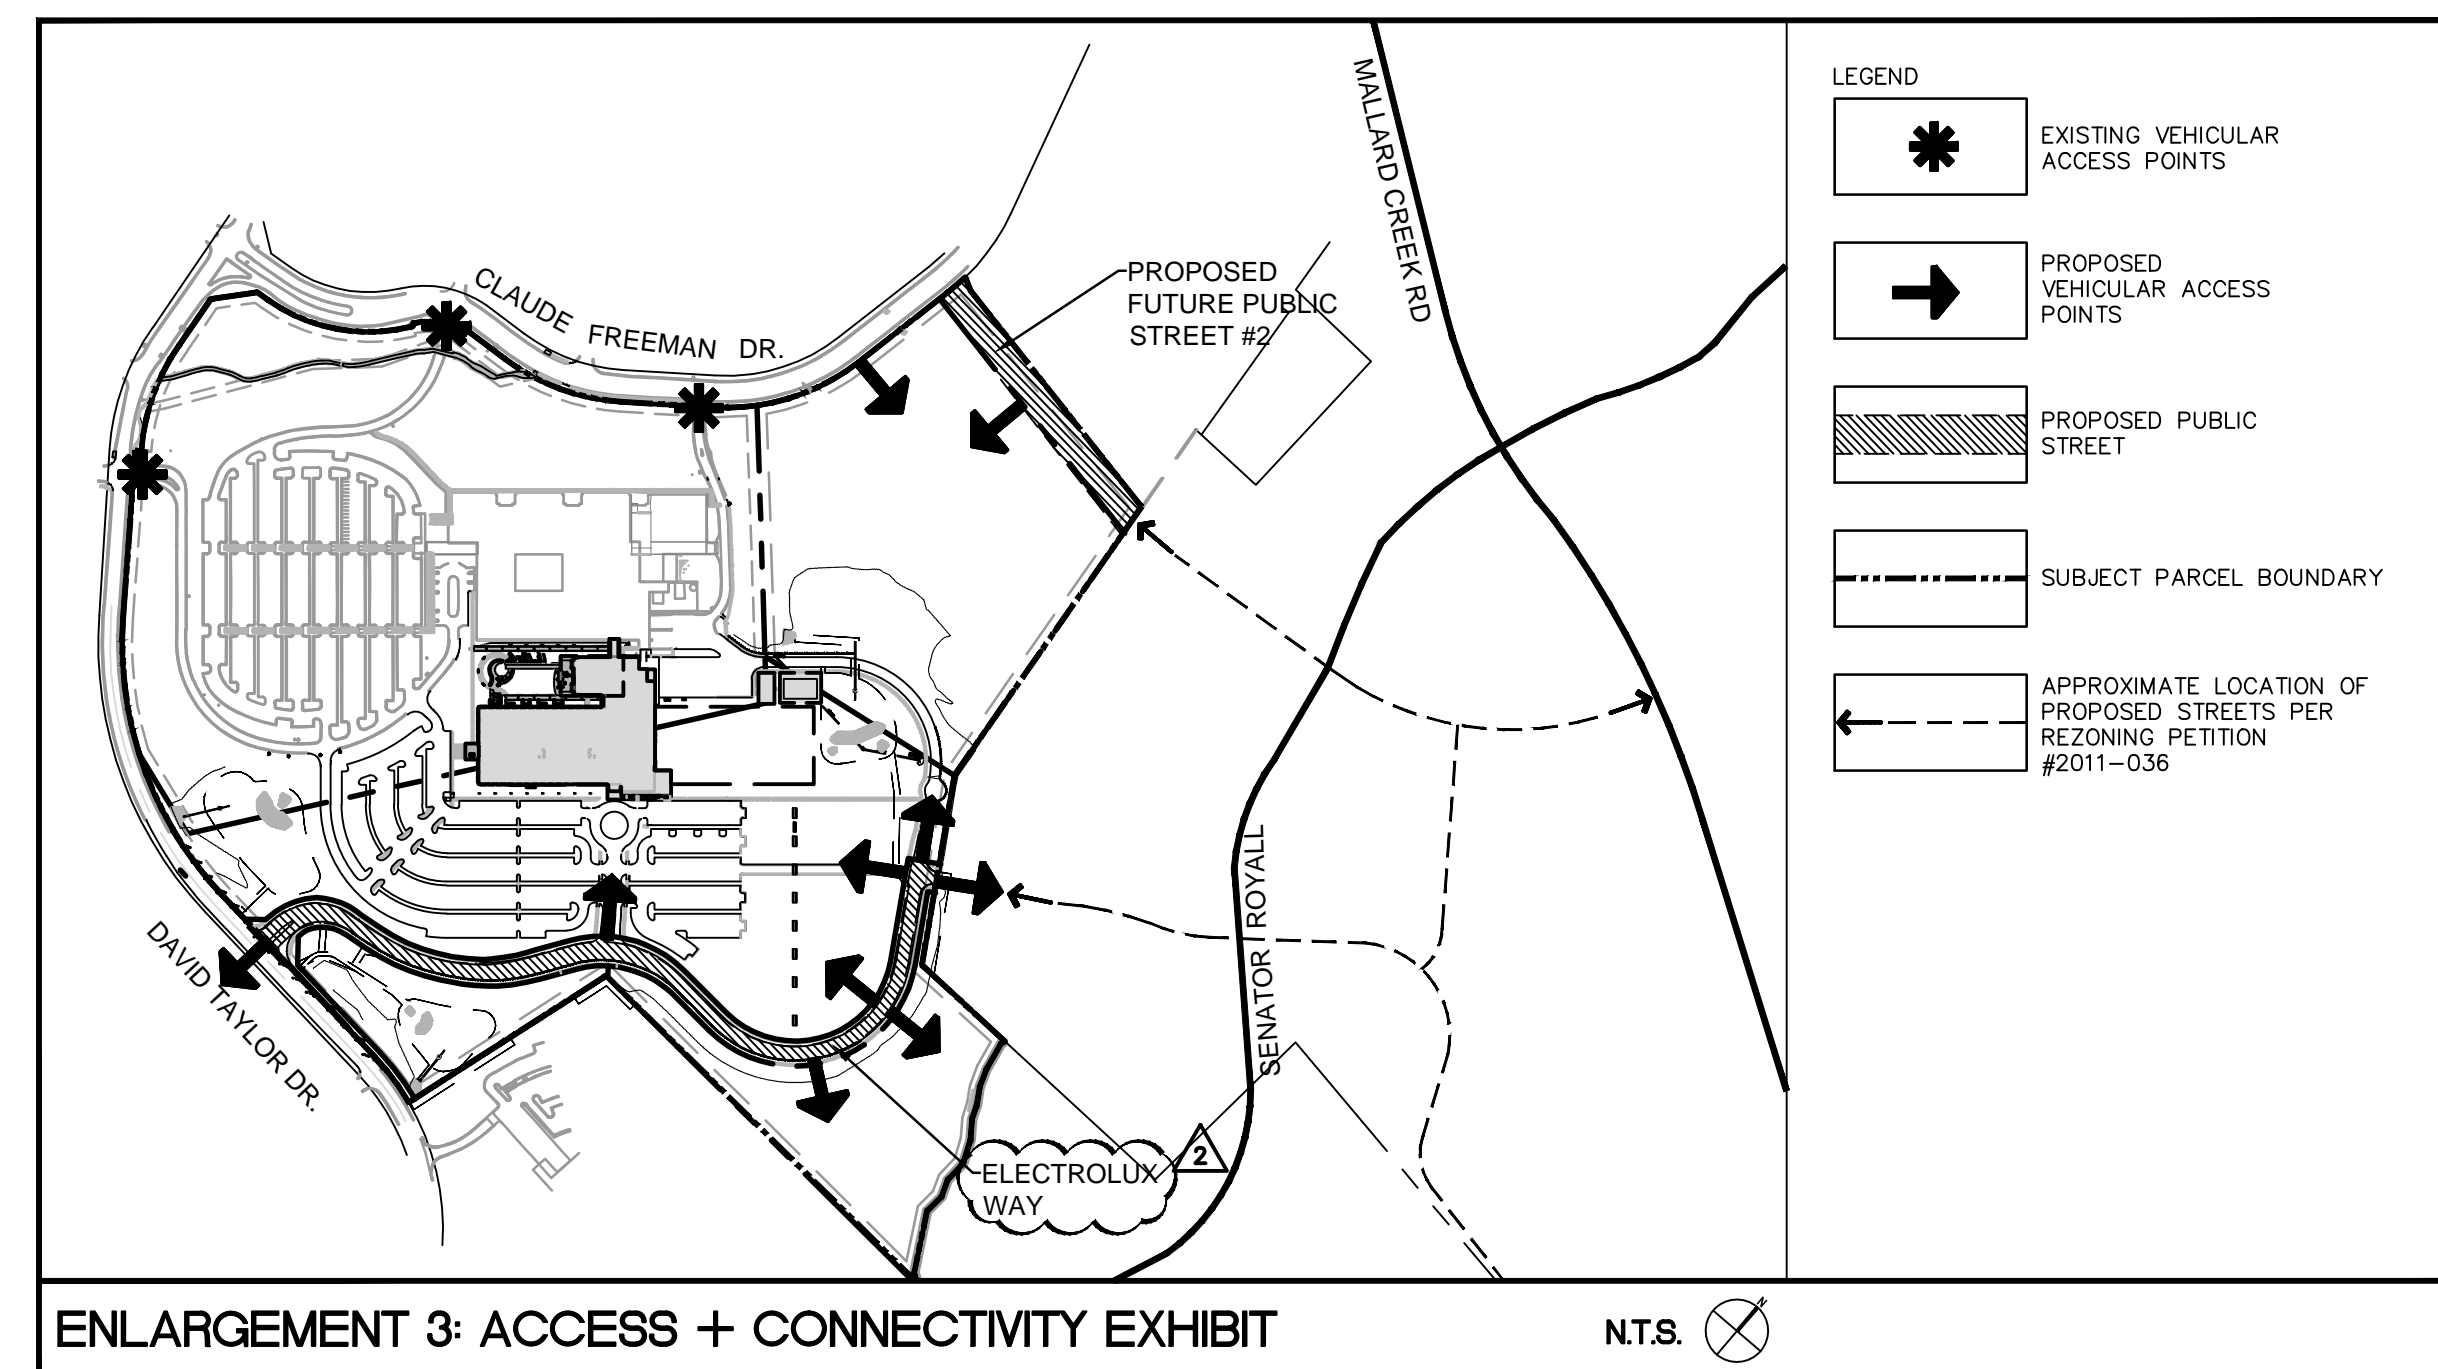 CLAUDE FREEMAN DR.
PROPOSED
FUTURE PUBLIC
STREET #2
MALLARD CREEK RD
SENATOR ROYALL
DAVID TAYLOR DR.
ELECTROLUX
WAY
2
LEGEND
EXISTING VEHICULAR
ACCESS POINTS
PROPOSED
VEHICULAR ACCESS
POINTS
PROPOSED PUBLIC
STREET
SUBJECT PARCEL BOUNDARY
APPROXIMATE LOCATION OF
PROPOSED STREETS PER
REZONING PETITION
#2011-036
ENLARGEMENT 3: ACCESS + CONNECTIVITY EXHIBIT
N.T.S.
N